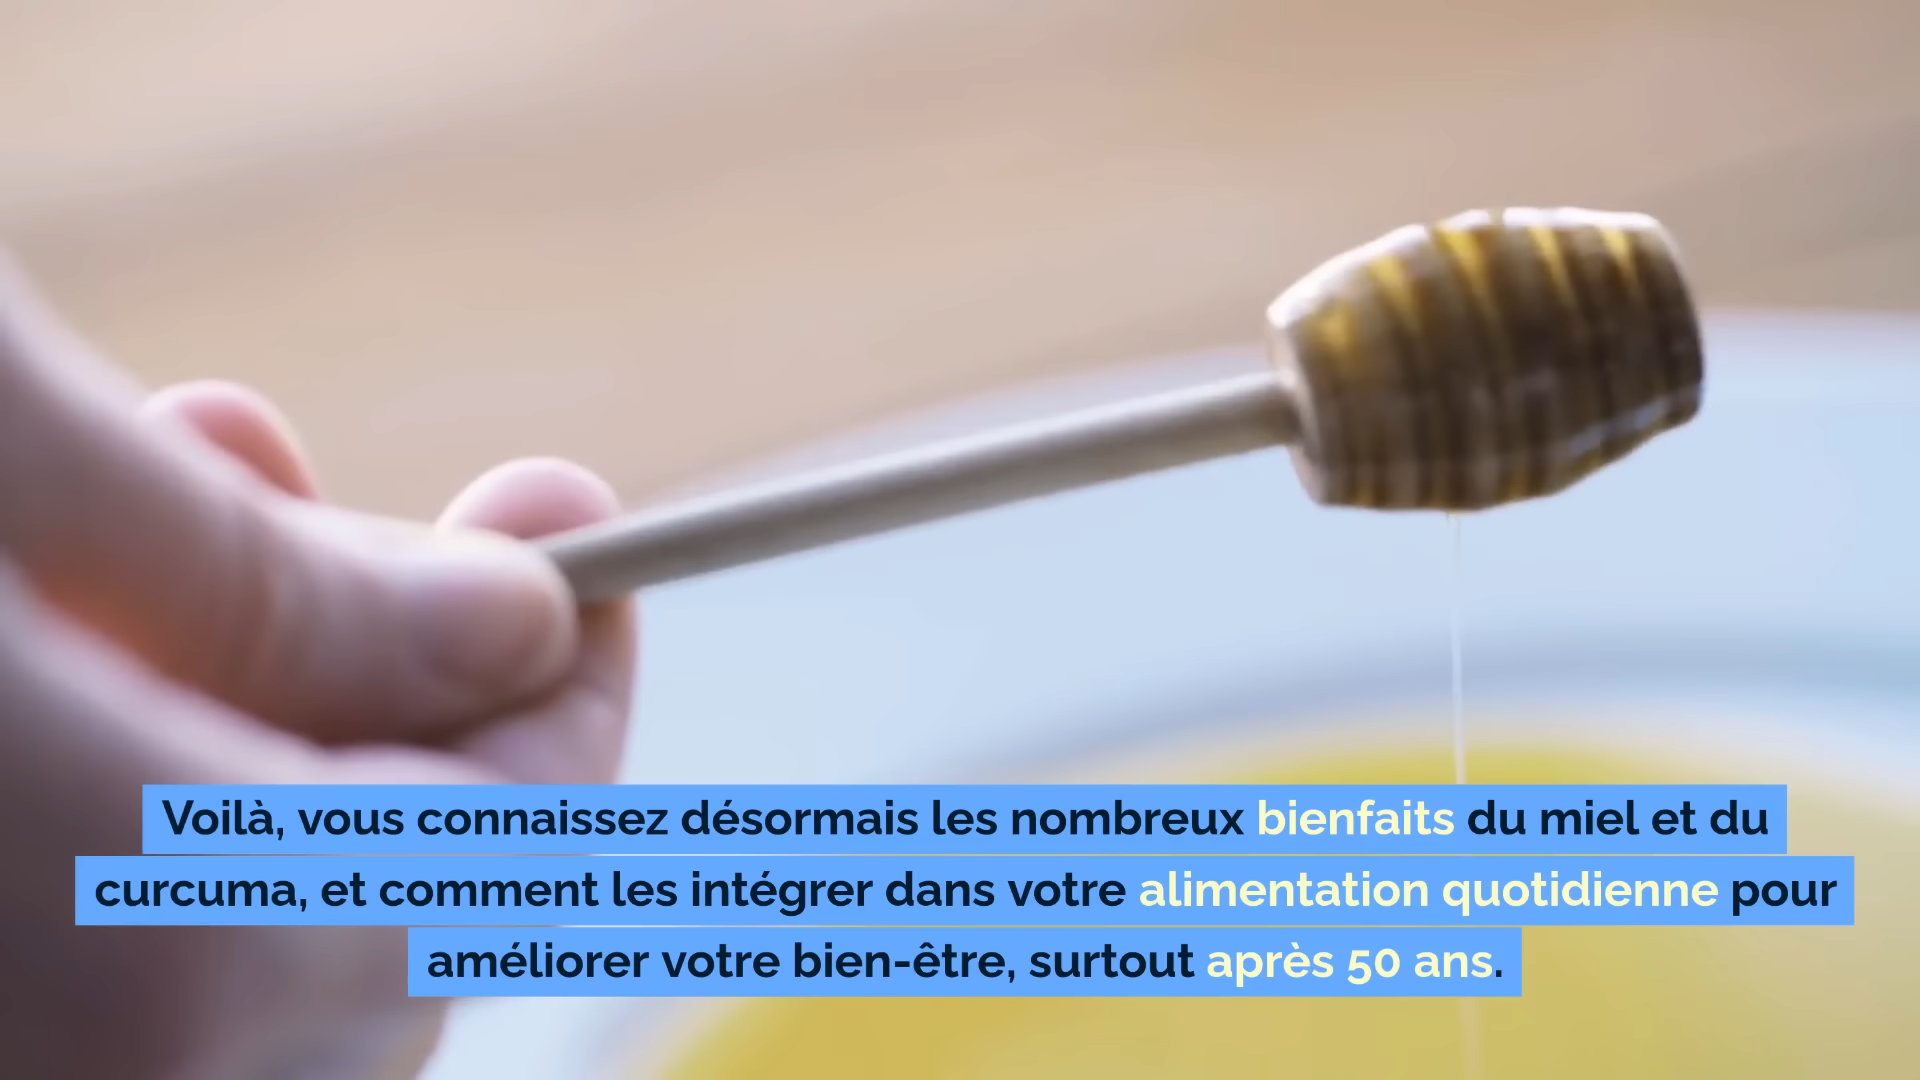 Voilà, vous connaissez désormais les nombreux bienfaits du miel et du
curcuma, et comment les intégrer dans votre alimentation quotidienne pour
améliorer votre bien-être, surtout après 50 ans.